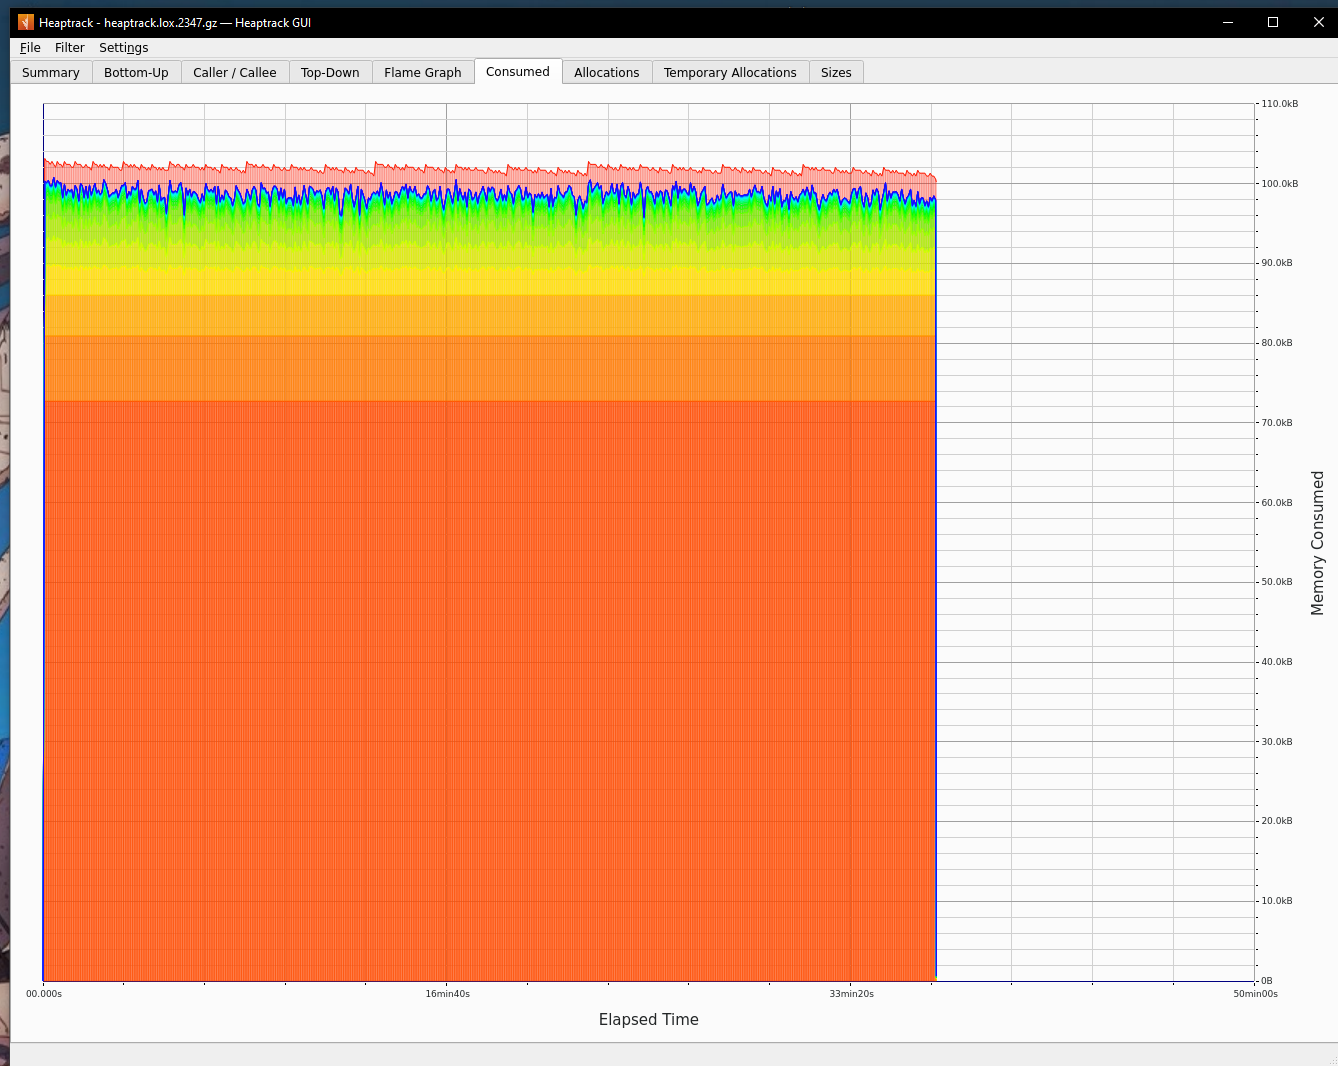 Heaptrack - heaptrack.lox.2347.gz — Heaptrack GUI
File Filter Settings
Summary Bottom-Up Caller / Callee Top-Down Flame Graph Consumed Allocations Temporary Allocations Sizes
110.0kB
100.0kB
90.0kB
80.0kB
70.0kB
60.0kB
50.0kB
40.0kB
30.0kB
20.0kB
10.0kB
0B
Memory Consumed
00.000s 16min40s 33min20s 50min00s
Elapsed Time